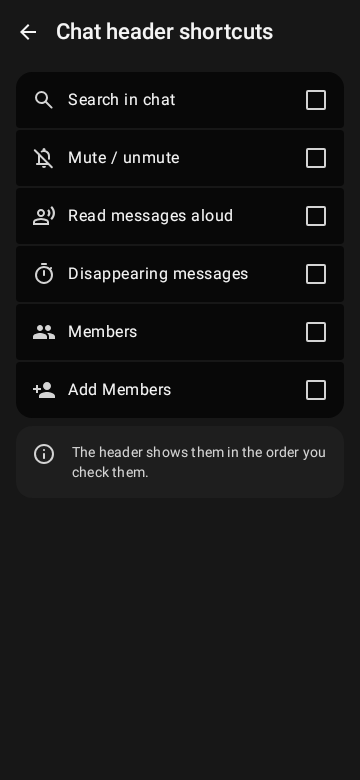 Chat header shortcuts
Search in chat
Mute / unmute
Read messages aloud
Disappearing messages
Members
Add Members
The header shows them in the order you
check them.